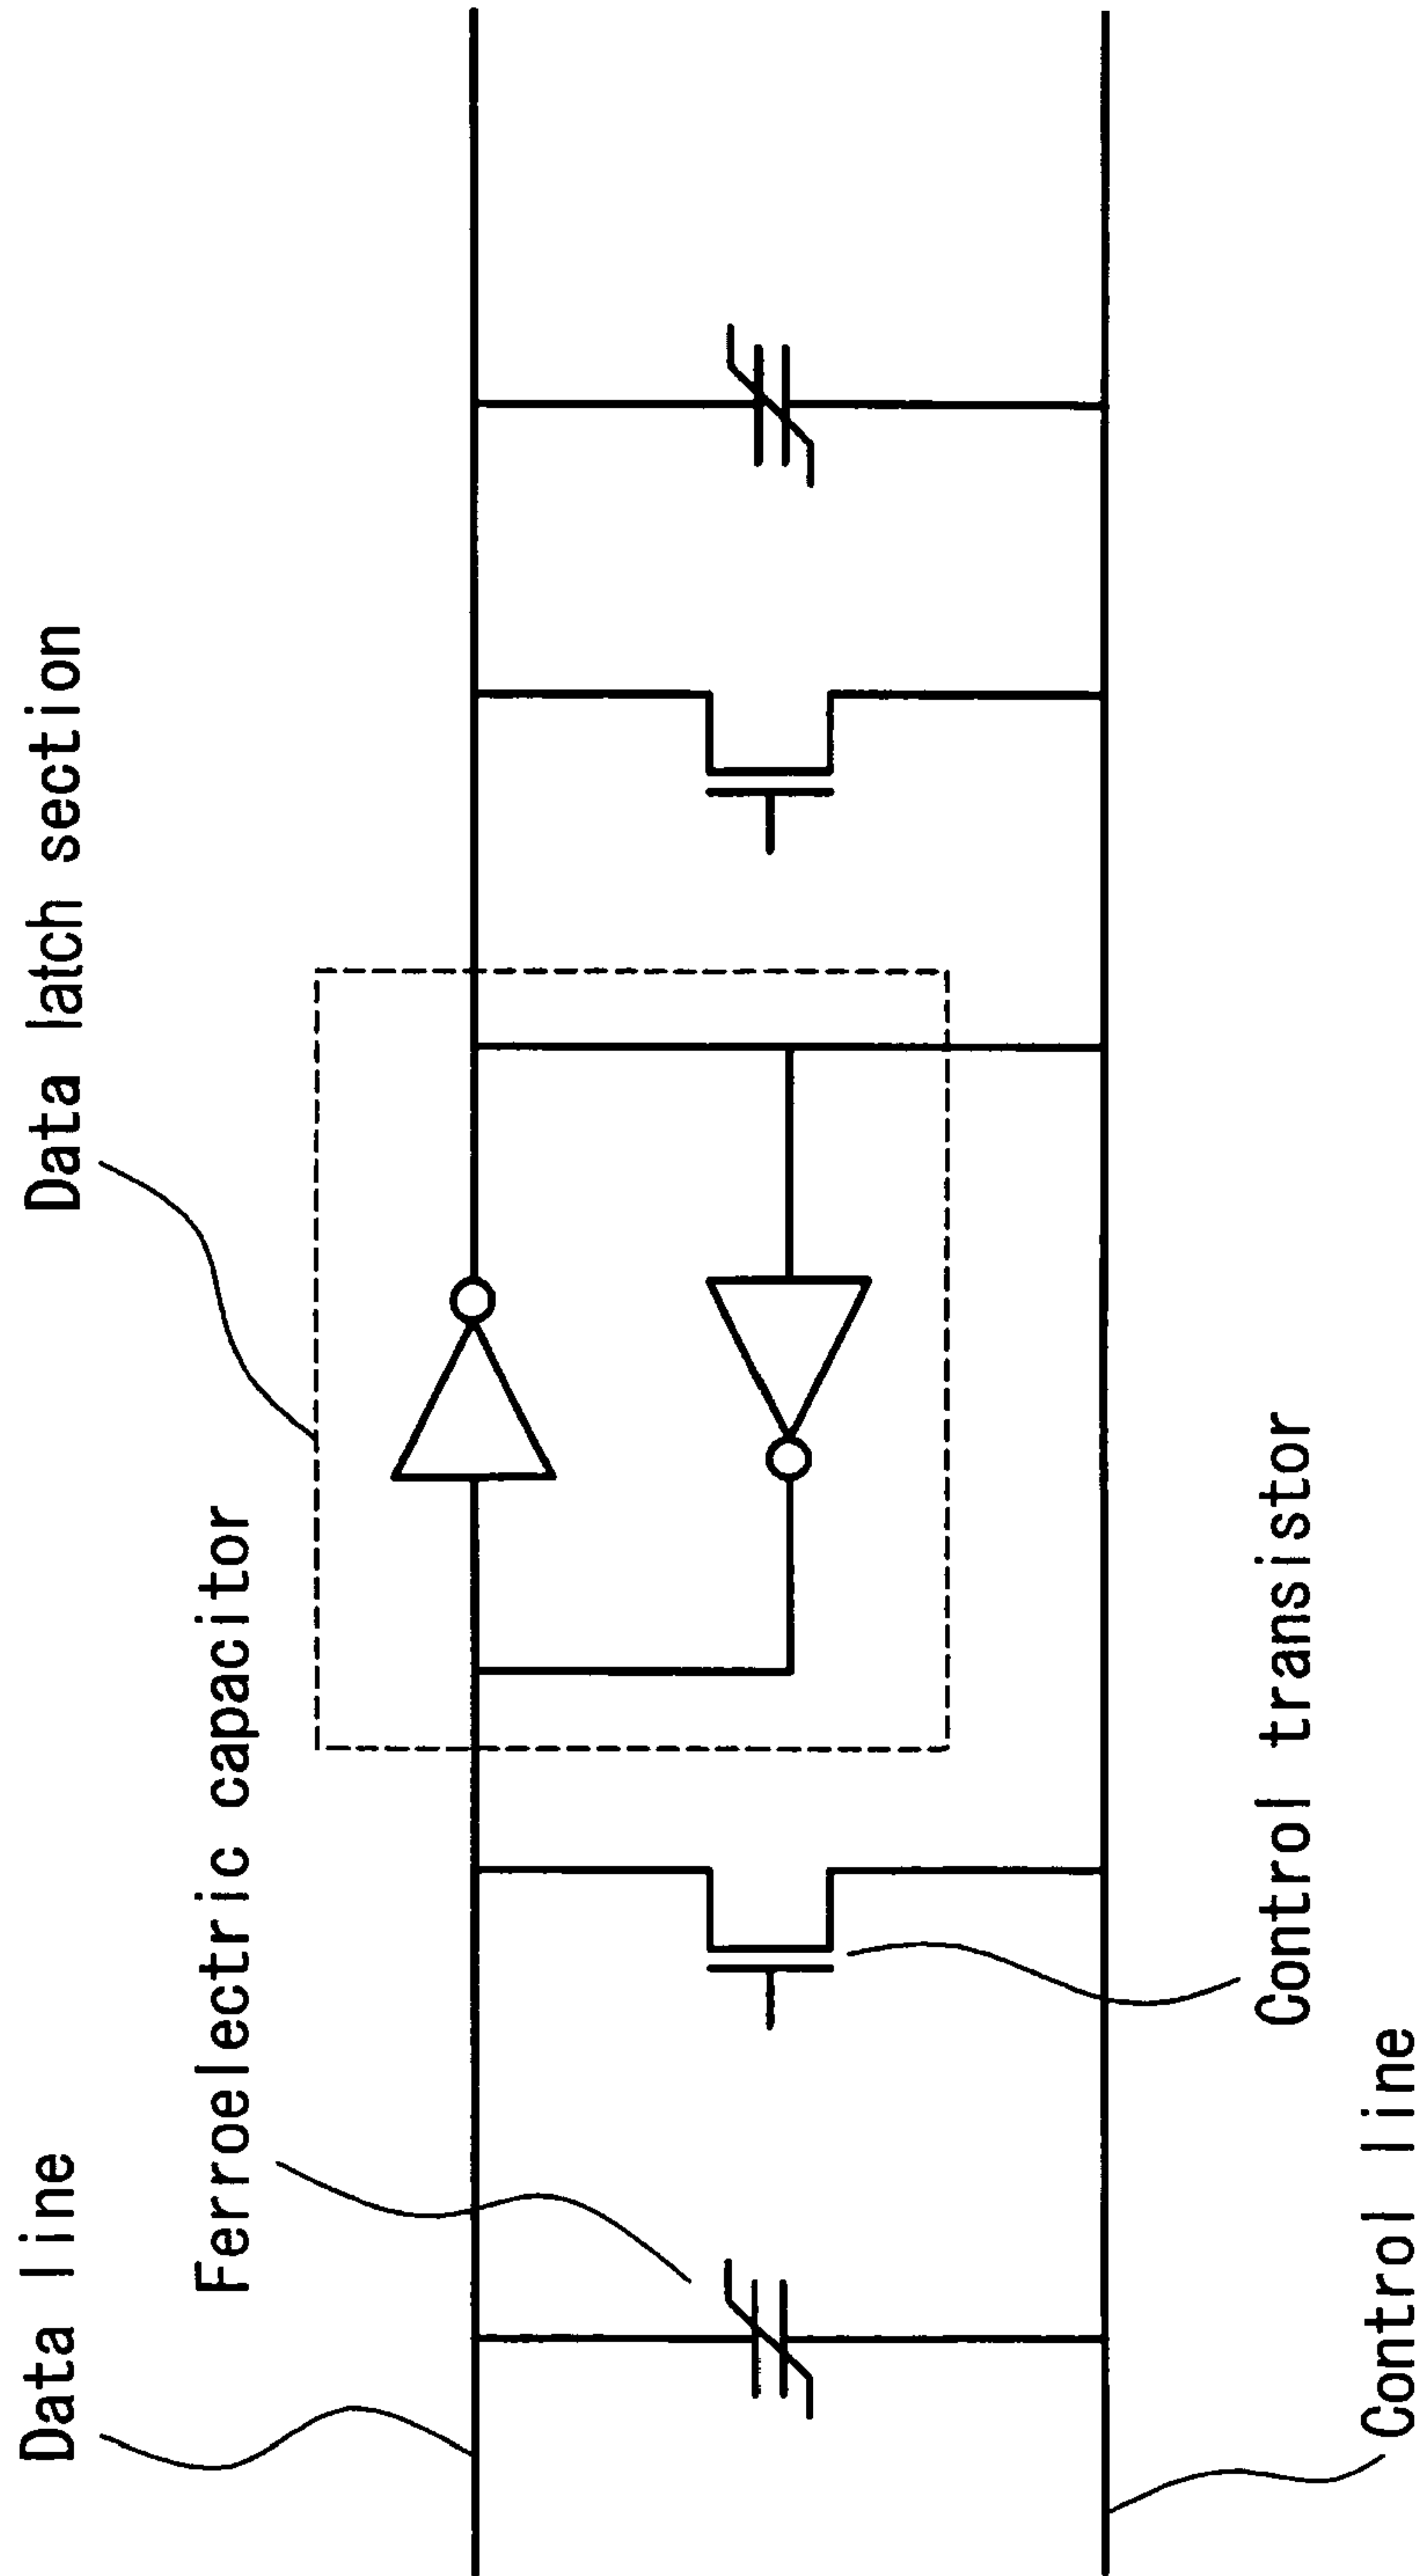 Data line
Data latch section
Ferroelectric capacitor
Control transistor
Control line